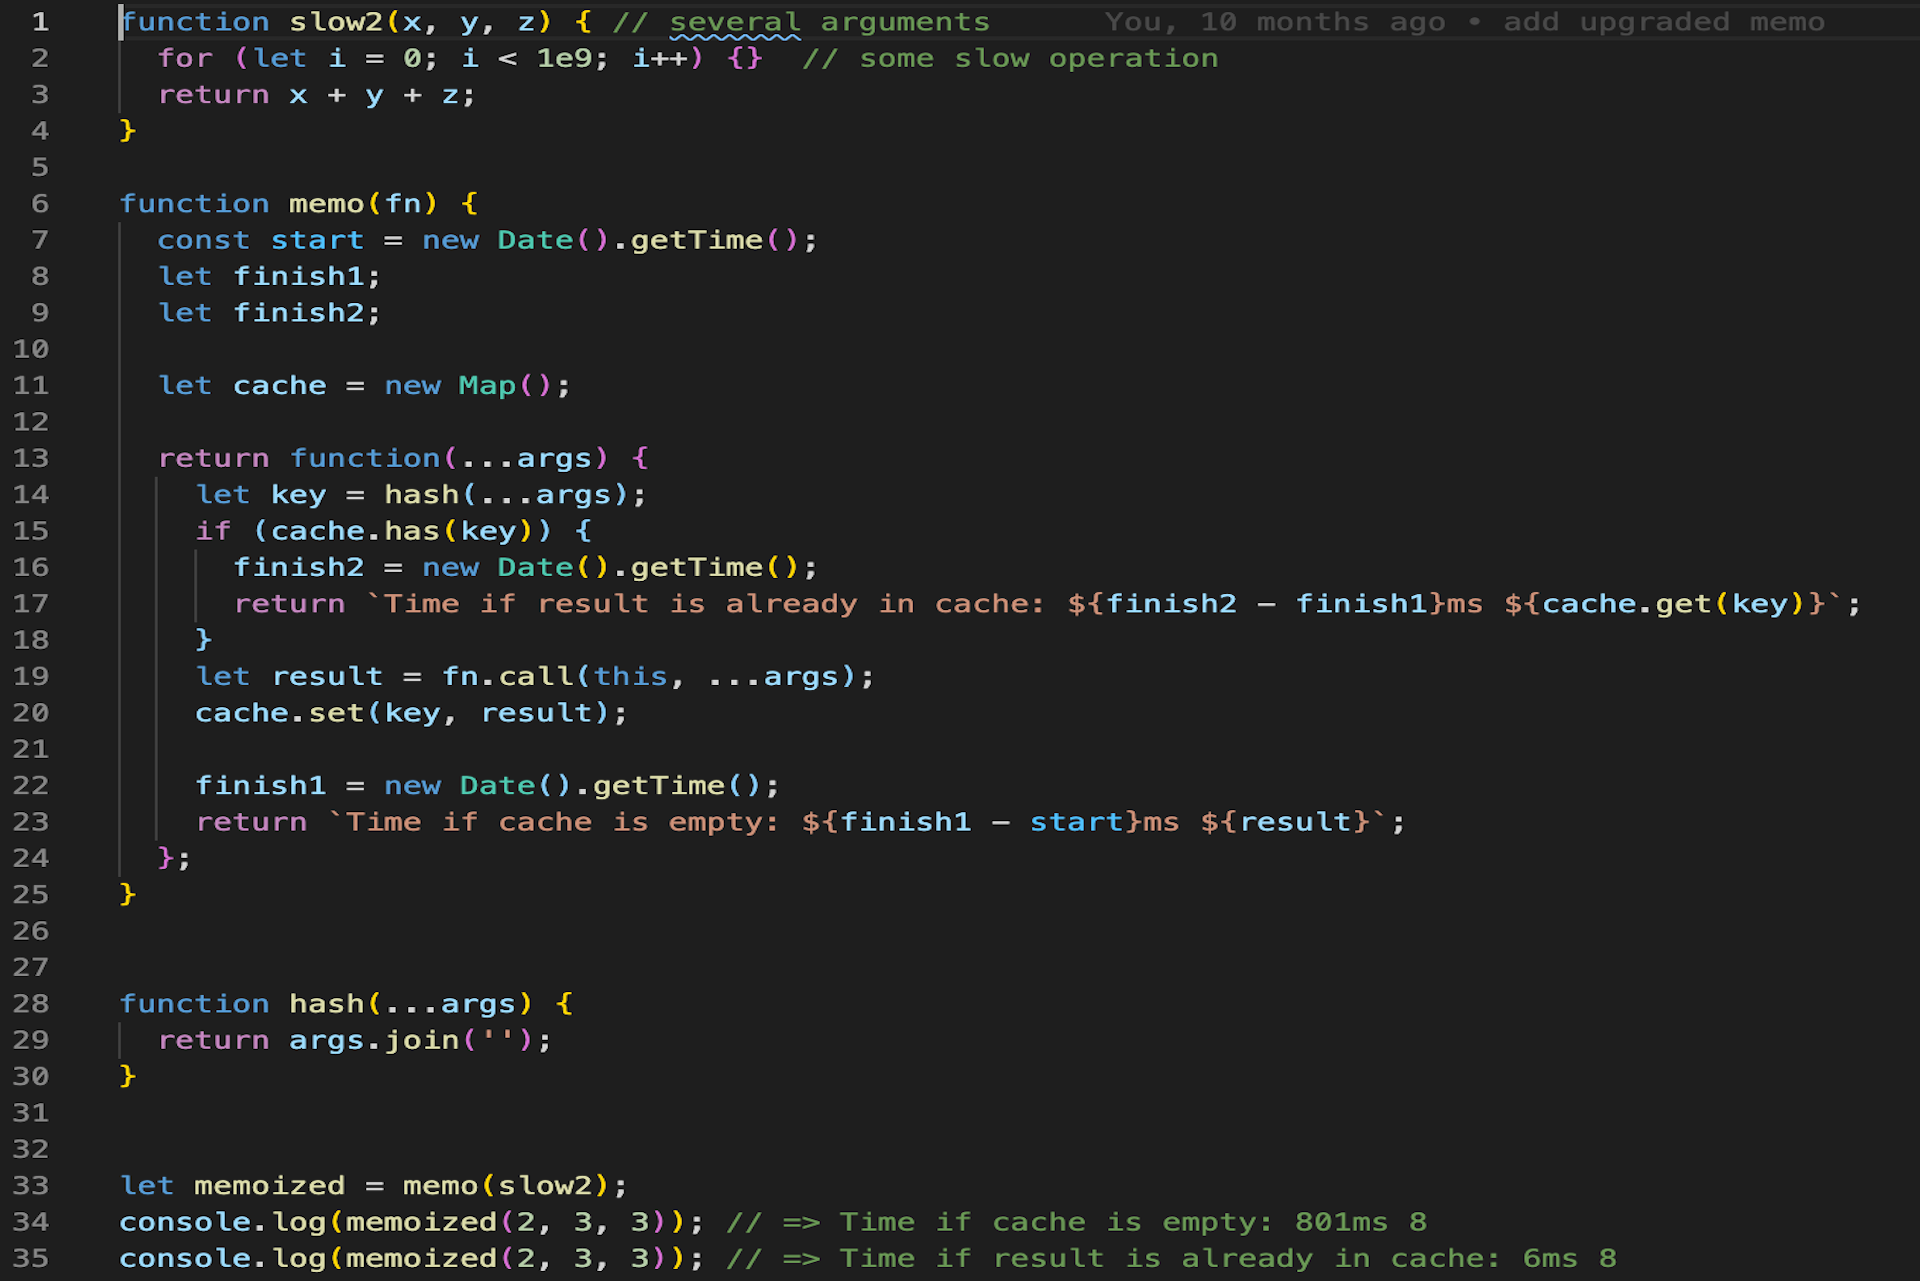 1 function slow2(x, y, z) { // several arguments You, 10 months ago • add upgraded memo
2 for (let i = 0; i < 1e9; i++) {} // some slow operation
3 return x + y + z;
4 }
5
6 function memo(fn) {
7 const start = new Date().getTime();
8 let finish1;
9 let finish2;
10
11 let cache = new Map();
12
13 return function(...args) {
14 let key = hash(...args);
15 if (cache.has(key)) {
16 finish2 = new Date().getTime();
17 return `Time if result is already in cache: ${finish2 - finish1}ms ${cache.get(key)}`;
18 }
19 let result = fn.call(this, ...args);
20 cache.set(key, result);
21
22 finish1 = new Date().getTime();
23 return `Time if cache is empty: ${finish1 - start}ms ${result}`;
24 };
25 }
26
27
28 function hash(...args) {
29 return args.join('');
30 }
31
32
33 let memoized = memo(slow2);
34 console.log(memoized(2, 3, 3)); // => Time if cache is empty: 801ms 8
35 console.log(memoized(2, 3, 3)); // => Time if result is already in cache: 6ms 8